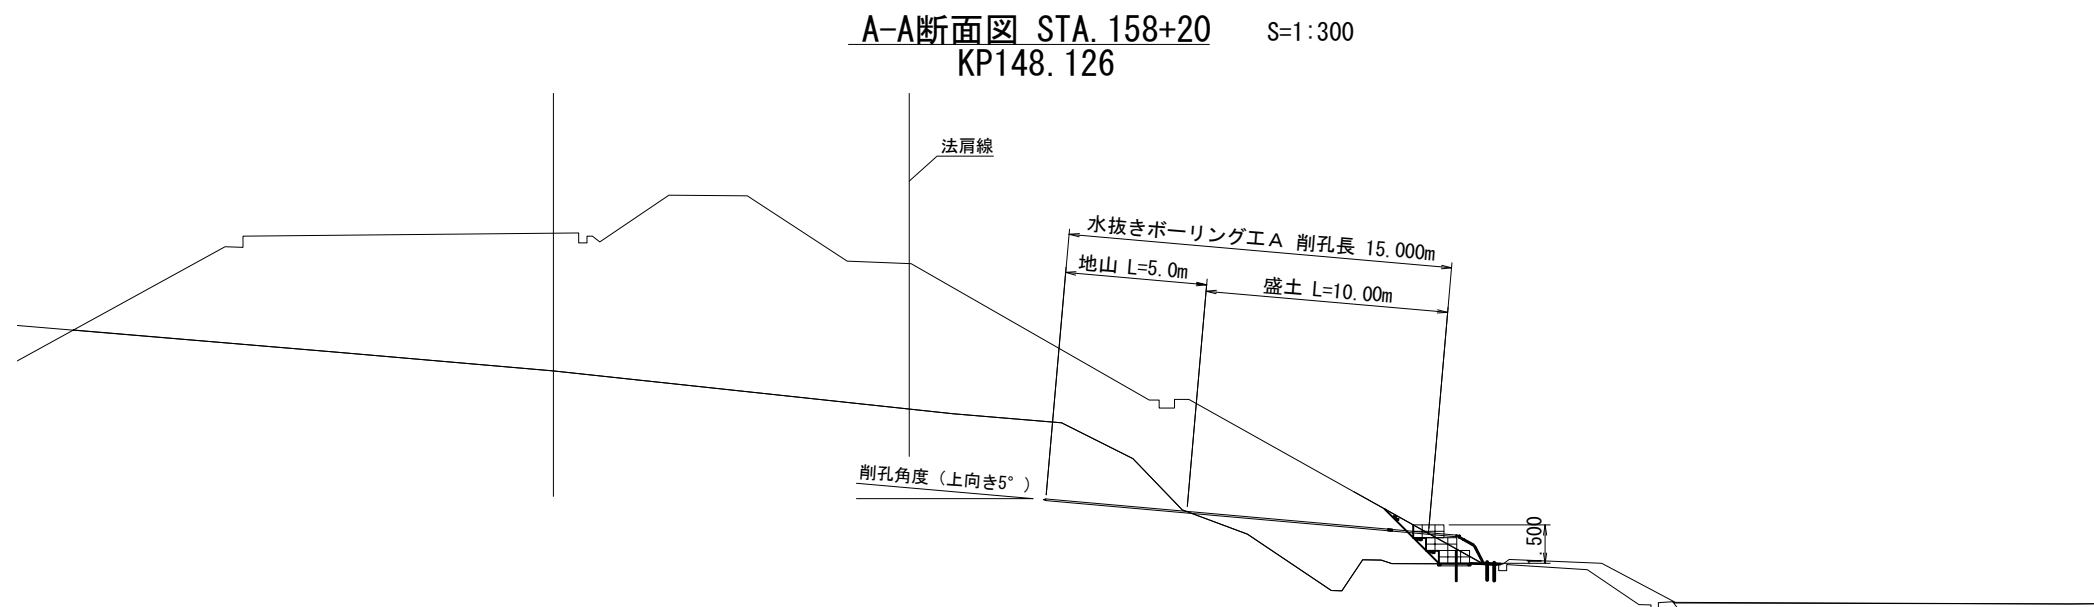 A-A断面図 STA.158+20 S=1:300
KP148.126
法肩線
水抜きボーリング工A 削孔長 15.000m
地山 L=5.0m
盛土 L=10.00m
削孔角度（上向き5°）
1.500